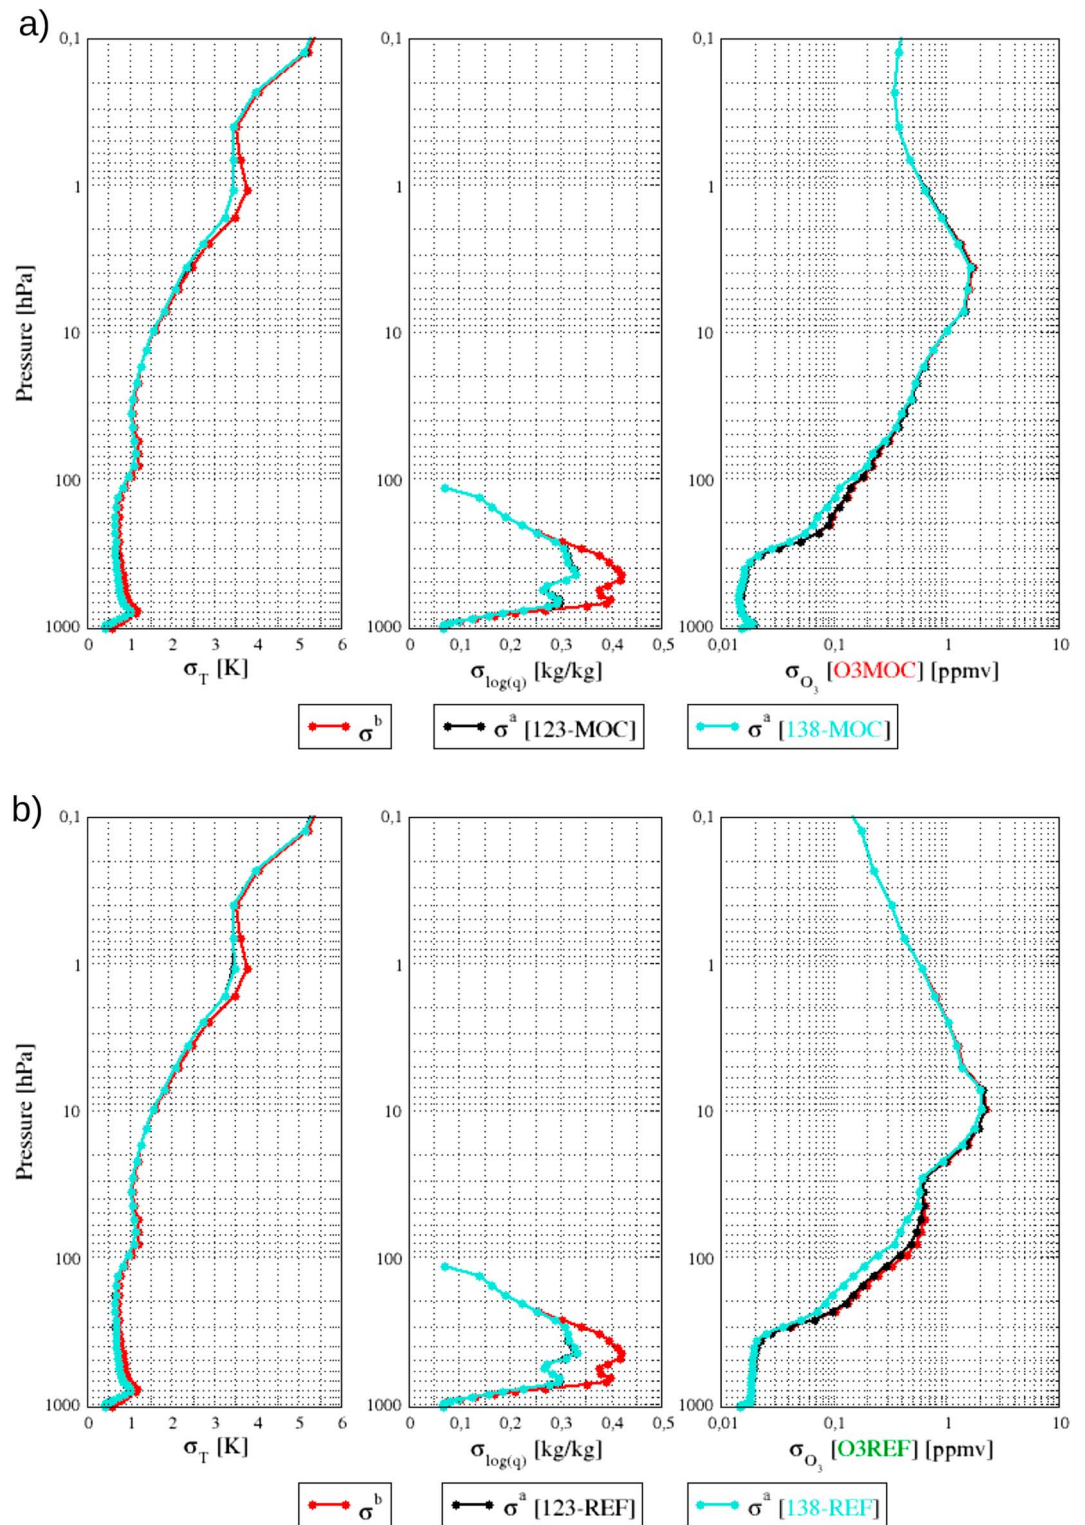 a)
0,1
1
10
100
1000
Pressure [hPa]
0 1 2 3 4 5 6
σT [K]
0,1
1
10
100
1000
0 0,1 0,2 0,3 0,4 0,5
σlog(q) [kg/kg]
0,1
1
10
100
1000
0,01 0,1 1 10
σO3 [O3MOC] [ppmv]
σb
σa [123-MOC]
σa [138-MOC]
b)
0,1
1
10
100
1000
Pressure [hPa]
0 1 2 3 4 5 6
σT [K]
0,1
1
10
100
1000
0 0,1 0,2 0,3 0,4 0,5
σlog(q) [kg/kg]
0,1
1
10
100
1000
0,01 0,1 1 10
σO3 [O3REF] [ppmv]
σb
σa [123-REF]
σa [138-REF]